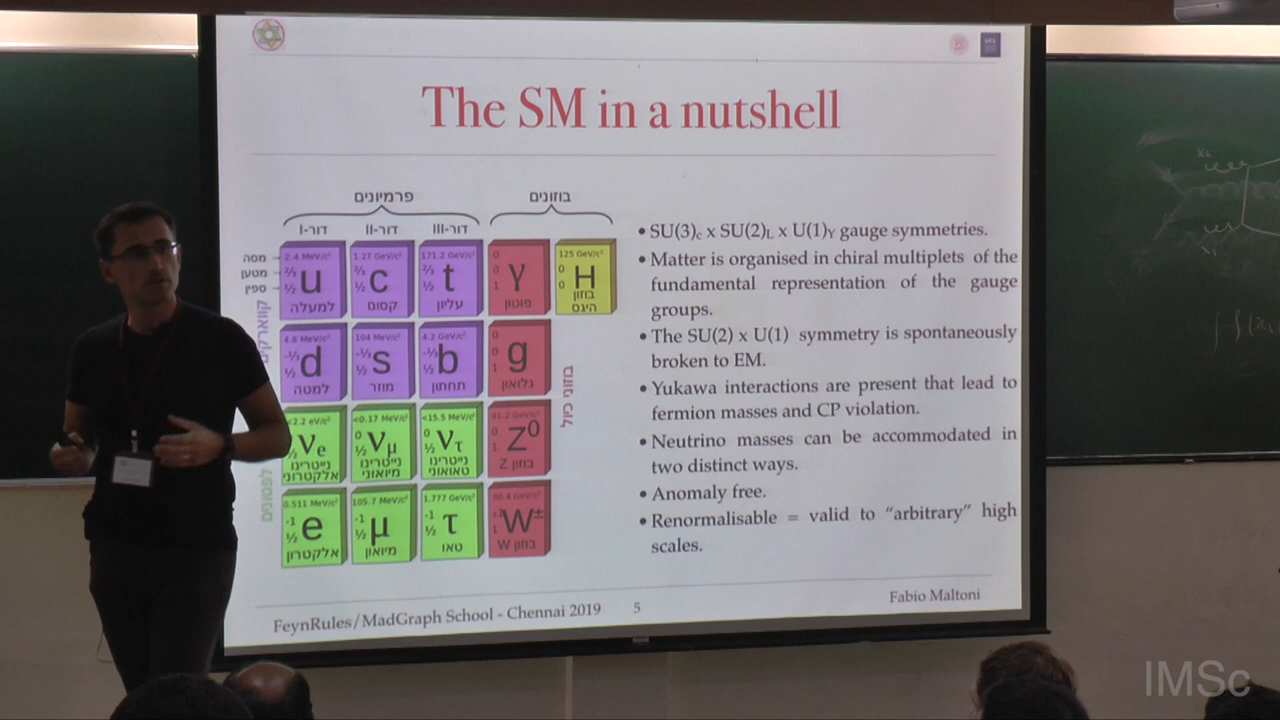 The SM in a nutshell
פרמיונים
בוזונים
דור-I
דור-II
דור-III
מסה
מטען
ספין
2.4 MeV/c²
⅔
½
u
למעלה
1.27 GeV/c²
⅔
½
c
קסום
171.2 GeV/c²
⅔
½
t
עליון
0
0
1
γ
פוטון
125 GeV/c²
0
0
H
בוזון
היגס
קווארקים
4.8 MeV/c²
-⅓
½
d
למטה
104 MeV/c²
-⅓
½
s
מוזר
4.2 GeV/c²
-⅓
½
b
תחתון
0
0
1
g
גלואון
בוזוני כיול
<2.2 eV/c²
½
νe
נייטרינו
אלקטרוני
<0.17 MeV/c²
0
½
νμ
נייטרינו
מיואוני
<15.5 MeV/c²
0
½
ντ
נייטרינו
טאואוני
91.2 GeV/c²
0
1
Z⁰
בוזון Z
לפטונים
0.511 MeV/c²
-1
½
e
אלקטרון
105.7 MeV/c²
-1
½
μ
מיואון
1.777 GeV/c²
-1
½
τ
טאו
80.4 GeV/c²
±1
1
W±
בוזון W
• SU(3)c x SU(2)L x U(1)Y gauge symmetries.
• Matter is organised in chiral multiplets of the
fundamental representation of the gauge
groups.
• The SU(2) x U(1) symmetry is spontaneously
broken to EM.
• Yukawa interactions are present that lead to
fermion masses and CP violation.
• Neutrino masses can be accommodated in
two distinct ways.
• Anomaly free.
• Renormalisable = valid to “arbitrary” high
scales.
FeynRules/MadGraph School - Chennai 2019
5
Fabio Maltoni
IMSc